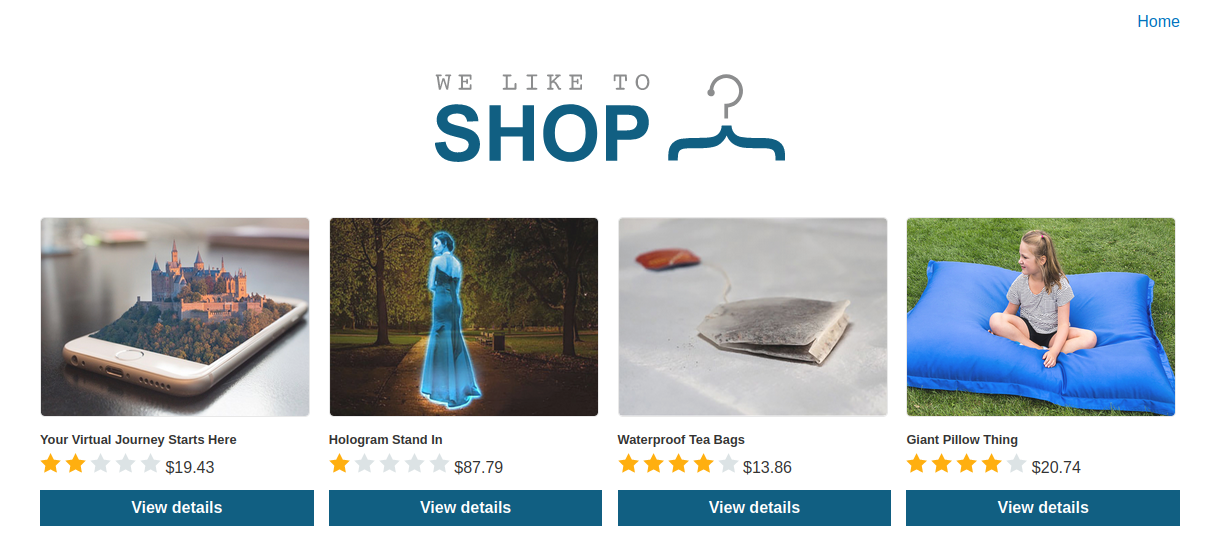 Home
WE LIKE TO
SHOP
Your Virtual Journey Starts Here
$19.43
View details
Hologram Stand In
$87.79
View details
Waterproof Tea Bags
$13.86
View details
Giant Pillow Thing
$20.74
View details